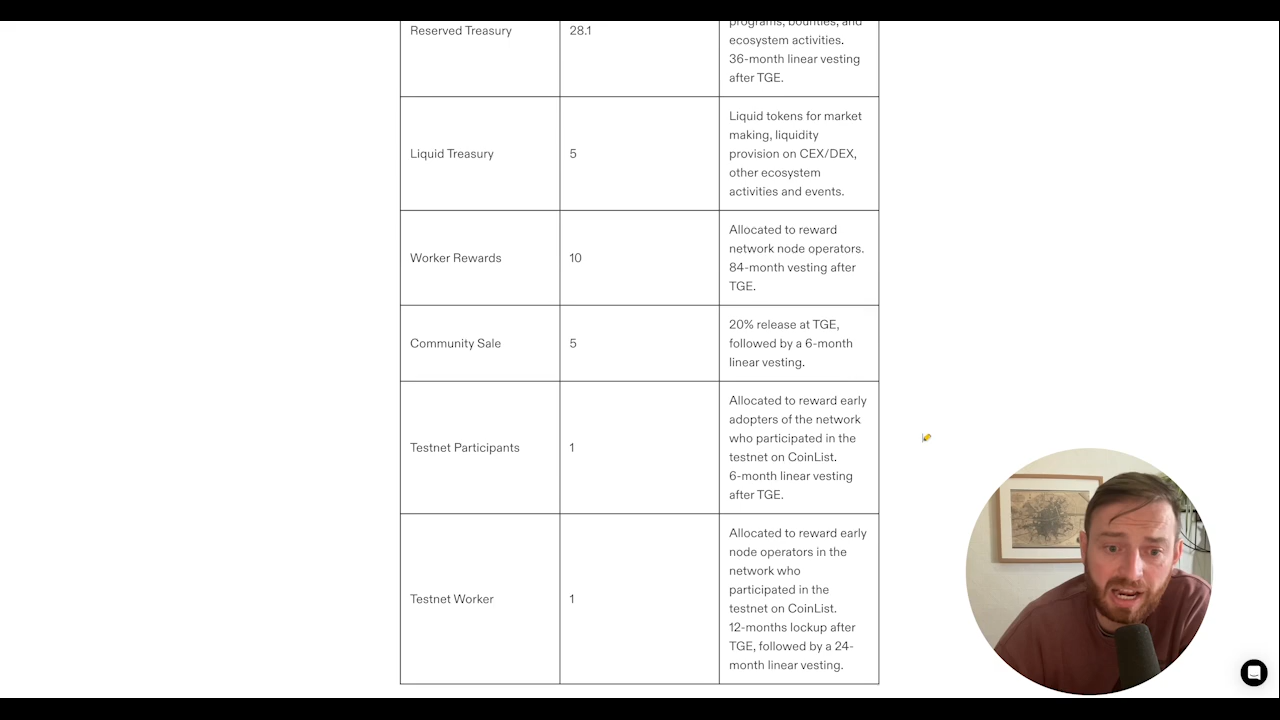 programs, bounties, and
Reserved Treasury
28.1
ecosystem activities.
36-month linear vesting
after TGE.
Liquid Treasury
5
Liquid tokens for market
making, liquidity
provision on CEX/DEX,
other ecosystem
activities and events.
Worker Rewards
10
Allocated to reward
network node operators.
84-month vesting after
TGE.
Community Sale
5
20% release at TGE,
followed by a 6-month
linear vesting.
Testnet Participants
1
Allocated to reward early
adopters of the network
who participated in the
testnet on CoinList.
6-month linear vesting
after TGE.
Testnet Worker
1
Allocated to reward early
node operators in the
network who
participated in the
testnet on CoinList.
12-months lockup after
TGE, followed by a 24-
month linear vesting.